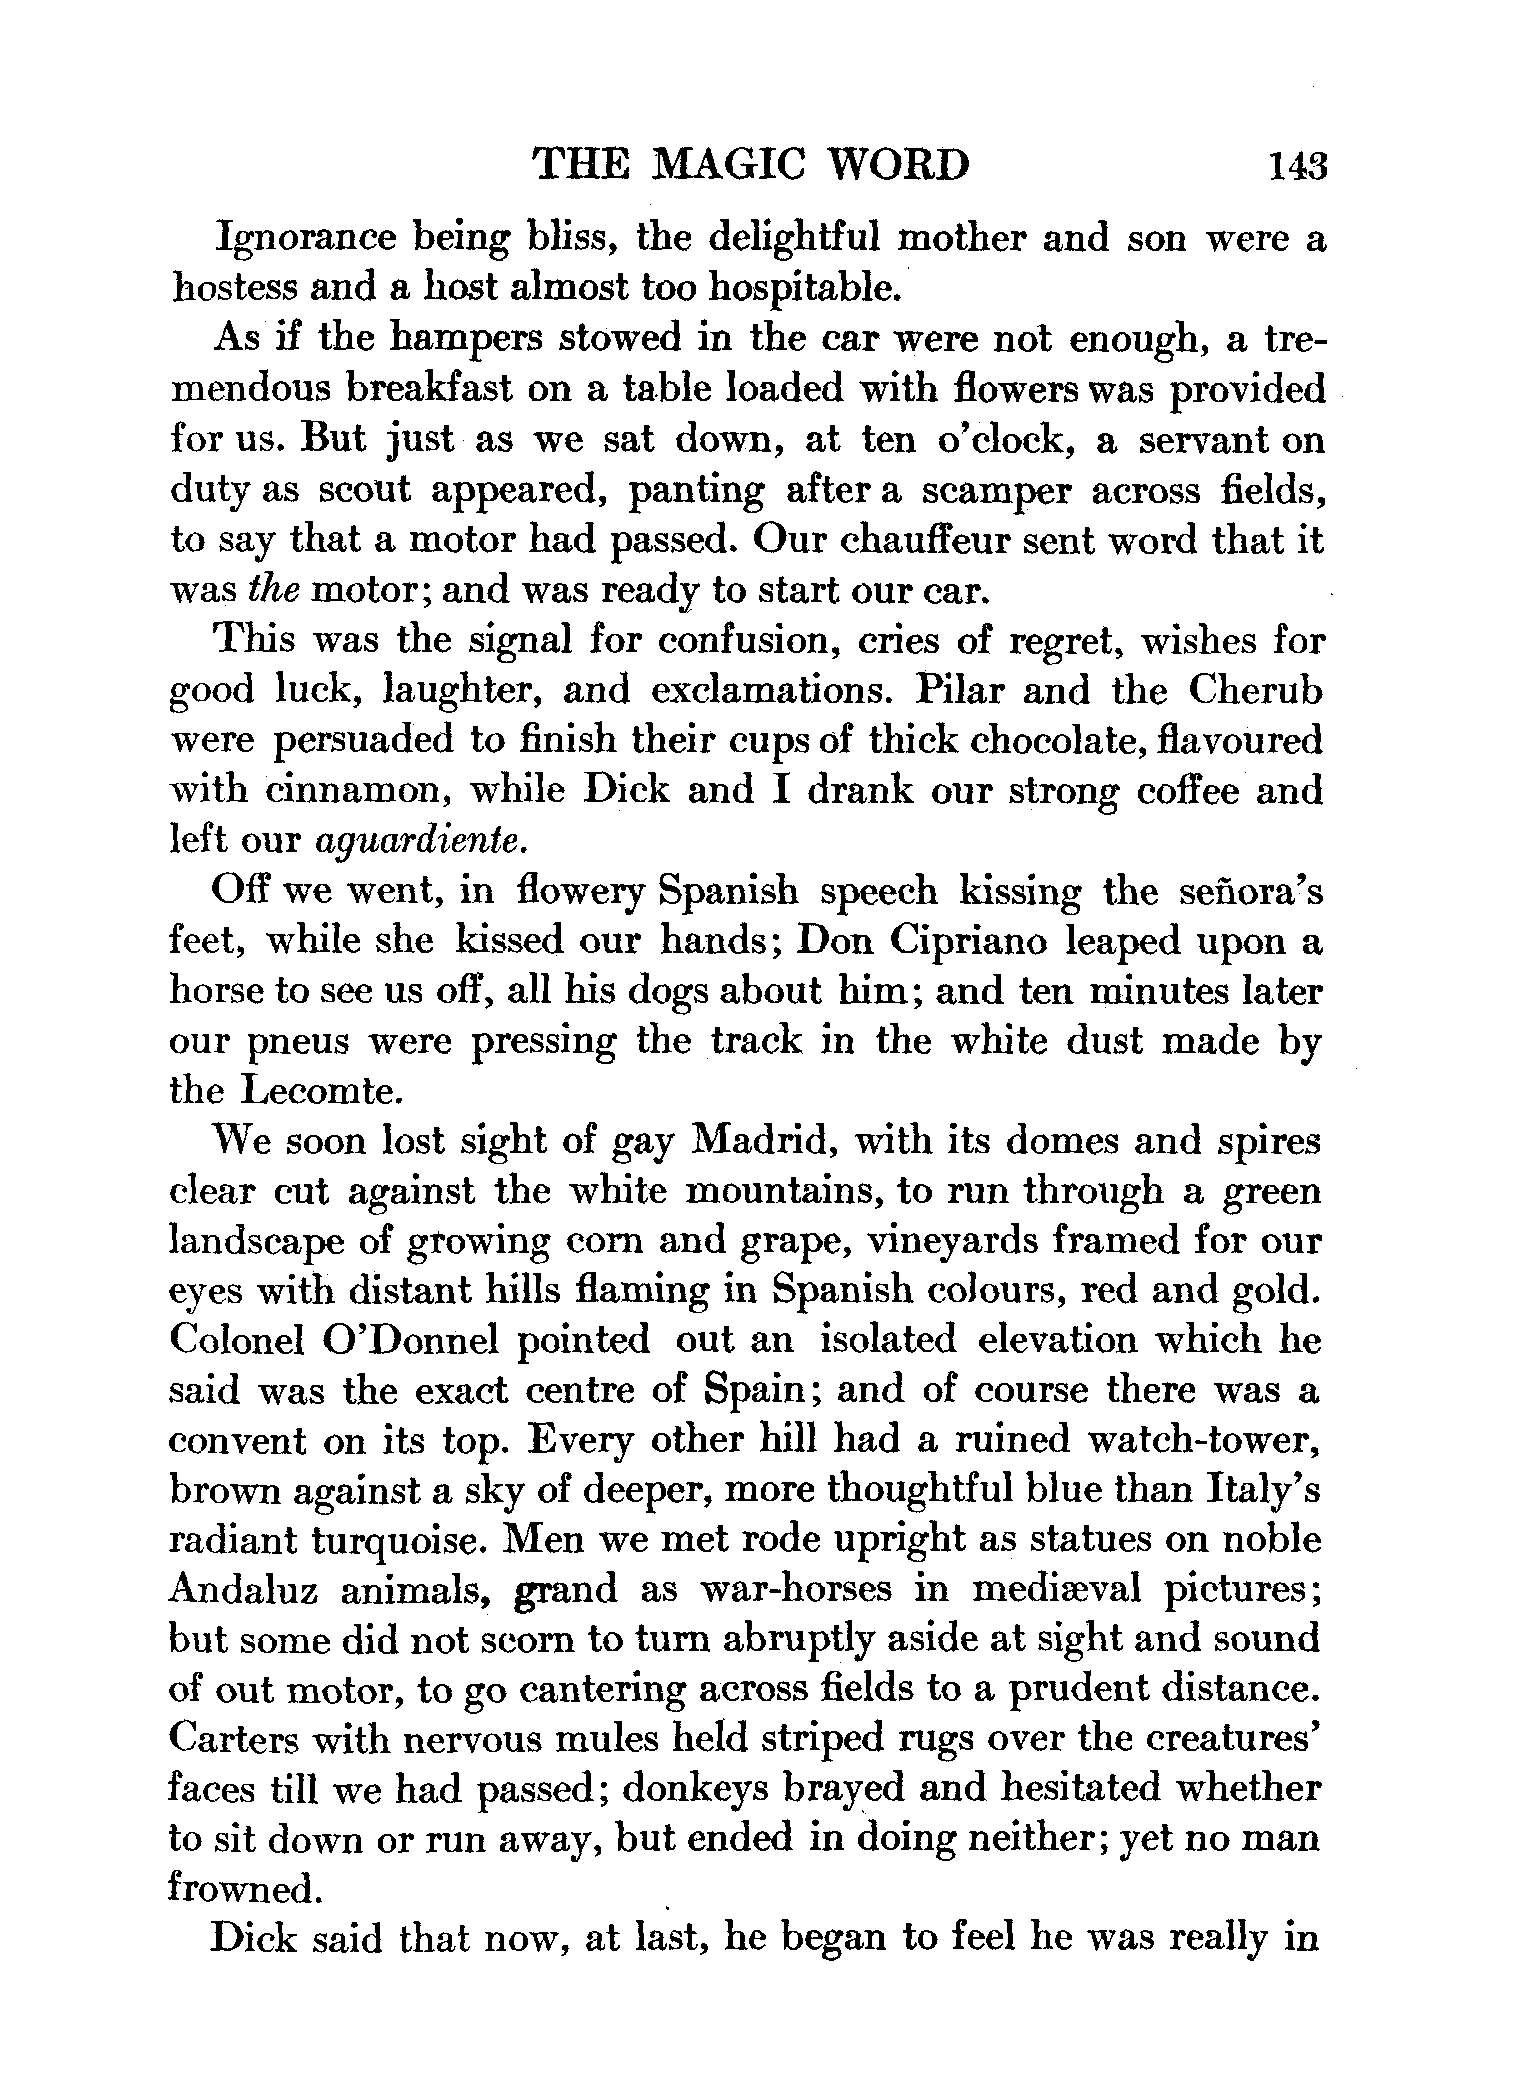 THE MAGIC WORD 143
Ignorance being bliss, the delightful mother and son were a
hostess and a host almost too hospitable.
As if the hampers stowed in the car were not enough, a tre-
mendous breakfast on a table loaded with flowers was provided
for us. But just as we sat down, at ten o'clock, a servant on
duty as scout appeared, panting after a scamper across fields,
to say that a motor had passed. Our chauffeur sent word that it
was the motor; and was ready to start our car.
This was the signal for confusion, cries of regret, wishes for
good luck, laughter, and exclamations. Pilar and the Cherub
were persuaded to finish their cups of thick chocolate, flavoured
with cinnamon, while Dick and I drank our strong coffee and
left our aguardiente.
Off we went, in flowery Spanish speech kissing the señora's
feet, while she kissed our hands; Don Cipriano leaped upon a
horse to see us off, all his dogs about him; and ten minutes later
our pneus were pressing the track in the white dust made by
the Lecomte.
We soon lost sight of gay Madrid, with its domes and spires
clear cut against the white mountains, to run through a green
landscape of growing corn and grape, vineyards framed for our
eyes with distant hills flaming in Spanish colours, red and gold.
Colonel O'Donnel pointed out an isolated elevation which he
said was the exact centre of Spain; and of course there was a
convent on its top. Every other hill had a ruined watch-tower,
brown against a sky of deeper, more thoughtful blue than Italy's
radiant turquoise. Men we met rode upright as statues on noble
Andaluz animals, grand as war-horses in mediæval pictures;
but some did not scorn to turn abruptly aside at sight and sound
of out motor, to go cantering across fields to a prudent distance.
Carters with nervous mules held striped rugs over the creatures'
faces till we had passed; donkeys brayed and hesitated whether
to sit down or run away, but ended in doing neither; yet no man
frowned.
Dick said that now, at last, he began to feel he was really in